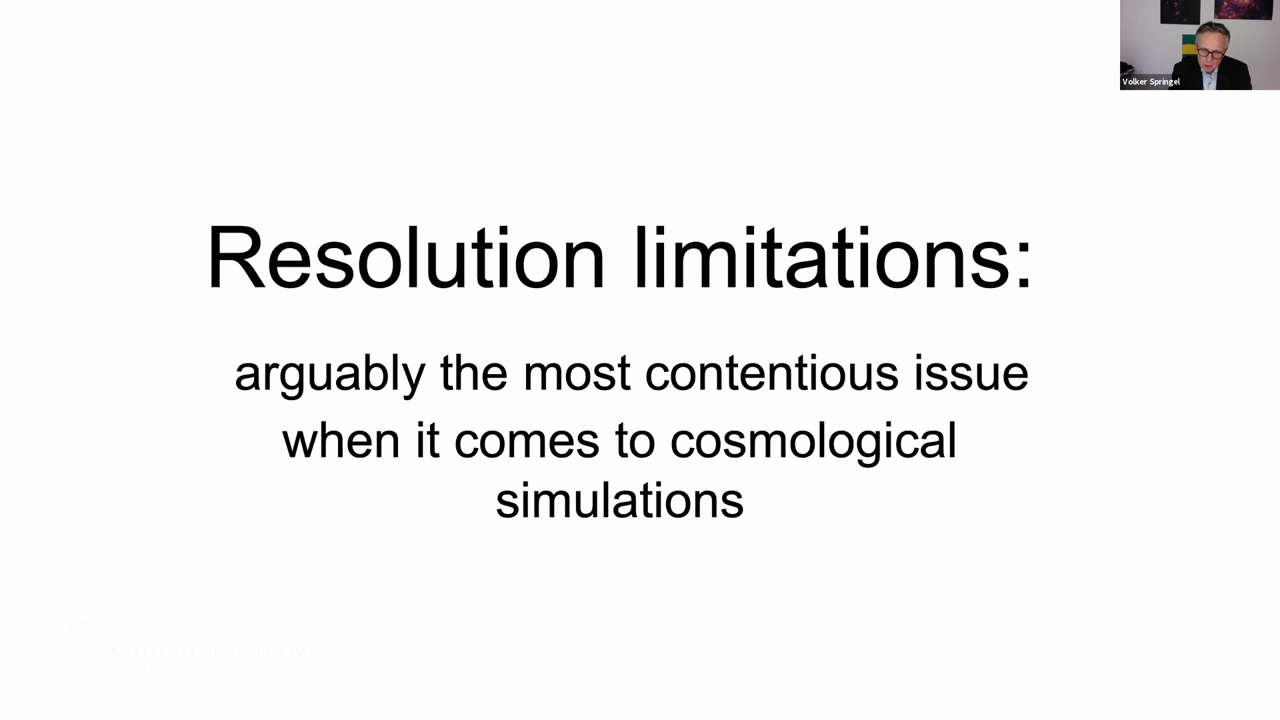 Volker Springel
Resolution limitations:
arguably the most contentious issue
when it comes to cosmological
simulations